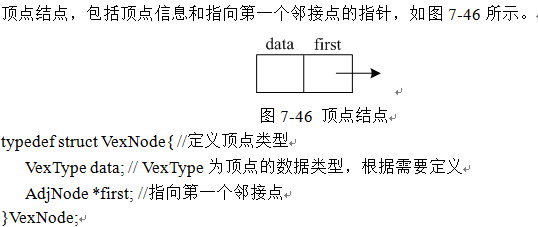 顶点结点，包括顶点信息和指向第一个邻接点的指针，如图 7-46 所示。
data first
图 7-46 顶点结点
typedef struct VexNode{ //定义顶点类型
VexType data; // VexType 为顶点的数据类型，根据需要定义
AdjNode *first; //指向第一个邻接点
}VexNode;